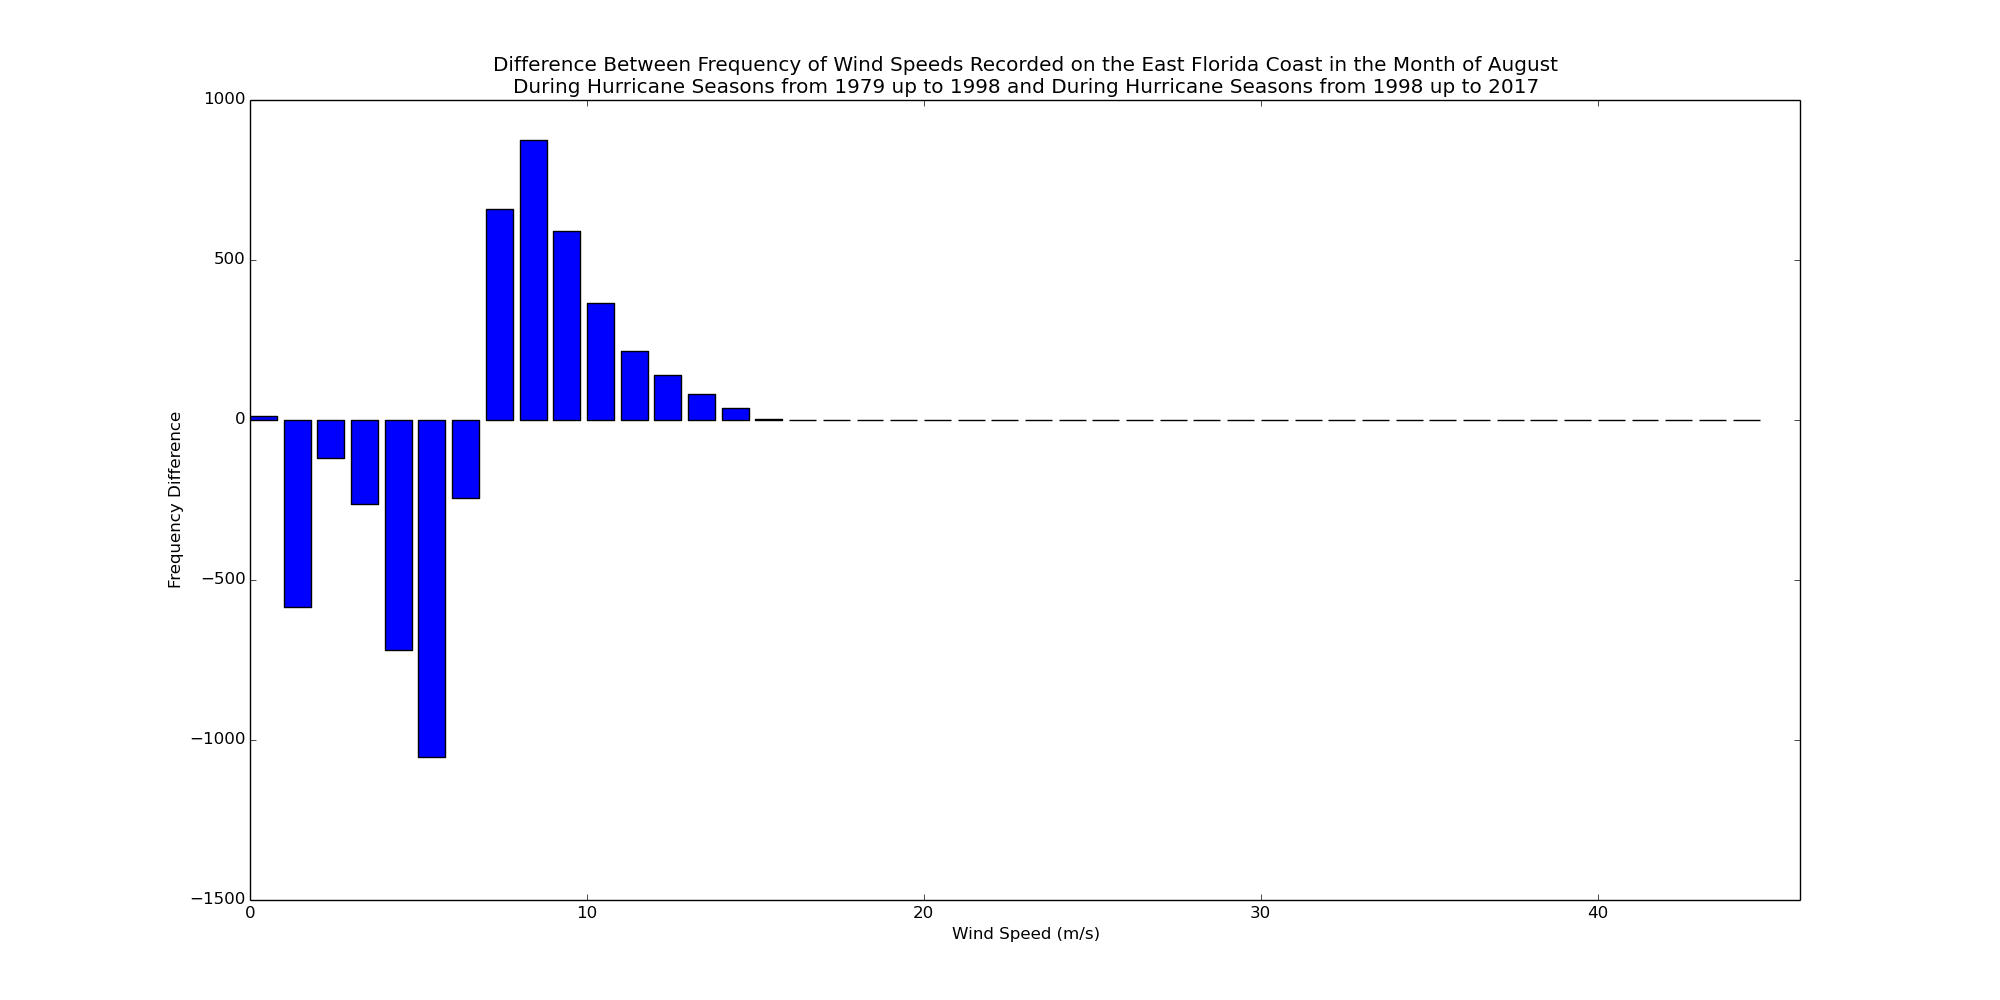 Difference Between Frequency of Wind Speeds Recorded on the East Florida Coast in the Month of August
During Hurricane Seasons from 1979 up to 1998 and During Hurricane Seasons from 1998 up to 2017
1000
500
0
−500
−1000
−1500
Frequency Difference
0 10 20 30 40
Wind Speed (m/s)